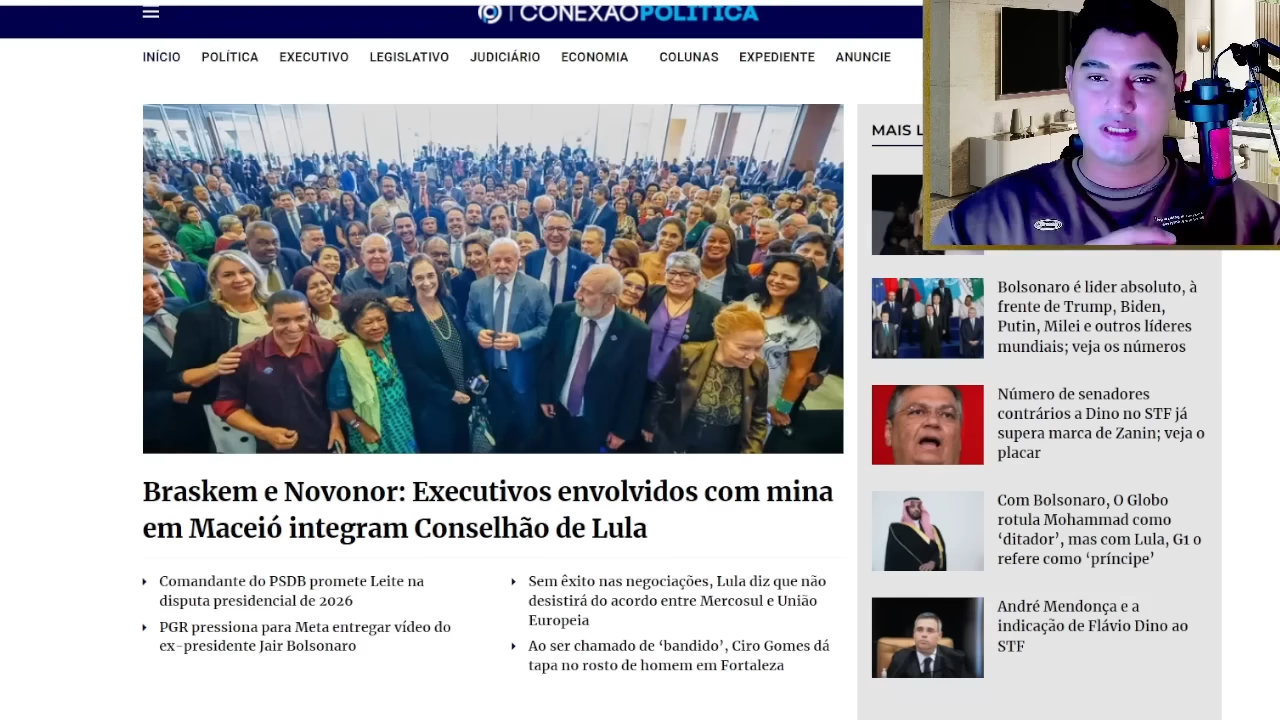 CONEXÃOPOLÍTICA
INÍCIO POLÍTICA EXECUTIVO LEGISLATIVO JUDICIÁRIO ECONOMIA COLUNAS EXPEDIENTE ANUNCIE
Braskem e Novonor: Executivos envolvidos com mina
em Maceió integram Conselhão de Lula
Comandante do PSDB promete Leite na
disputa presidencial de 2026
PGR pressiona para Meta entregar vídeo do
ex-presidente Jair Bolsonaro
Sem êxito nas negociações, Lula diz que não
desistirá do acordo entre Mercosul e União
Europeia
Ao ser chamado de ‘bandido’, Ciro Gomes dá
tapa no rosto de homem em Fortaleza
MAIS L
Bolsonaro é lider absoluto, à
frente de Trump, Biden,
Putin, Milei e outros líderes
mundiais; veja os números
Número de senadores
contrários a Dino no STF já
supera marca de Zanin; veja o
placar
Com Bolsonaro, O Globo
rotula Mohammad como
‘ditador’, mas com Lula, G1 o
refere como ‘príncipe’
André Mendonça e a
indicação de Flávio Dino ao
STF